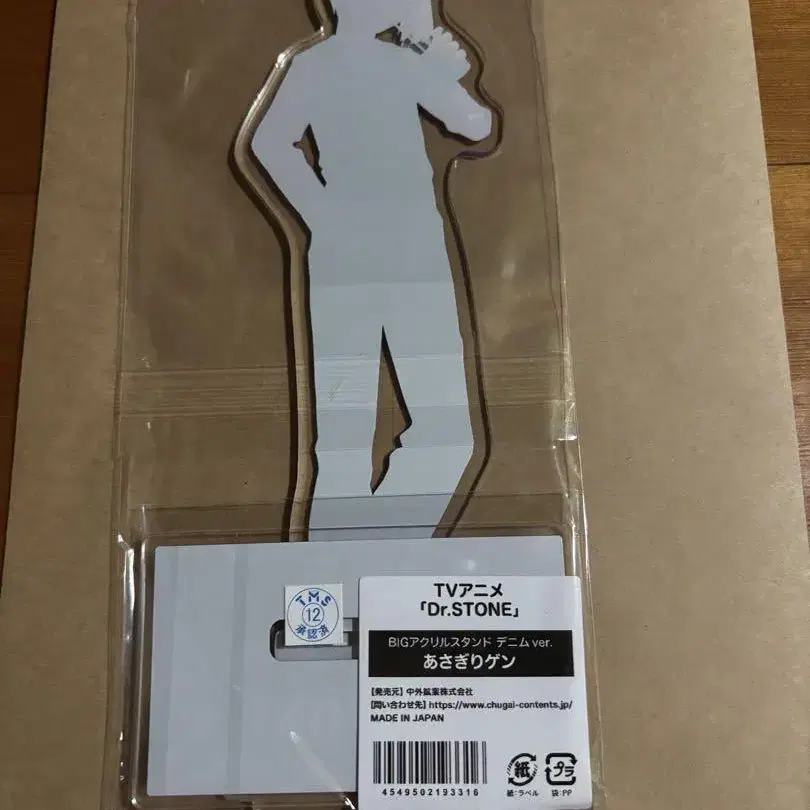 TMS
12
承認済
TVアニメ
「Dr.STONE」
BIGアクリルスタンド デニムver.
あさぎりゲン
【発売元】中外鉱業株式会社
【問い合わせ先】https://www.chugai-contents.jp/
MADE IN JAPAN
4549502193316
紙
プラ
紙:ラベル
袋:PP